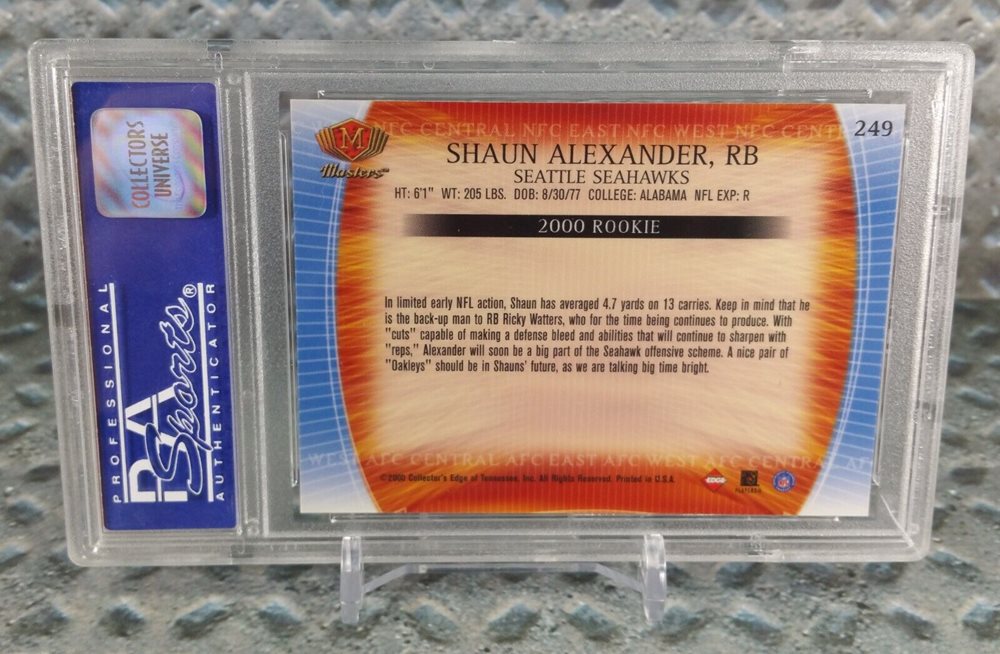 COLLECTORS
UNIVERSE
PROFESSIONAL
PSA
Sports®
AUTHENTICATOR
M
Masters™
NFC CENTRAL NFC EAST NFC WEST NFC CENTRA
249
SHAUN ALEXANDER, RB
SEATTLE SEAHAWKS
HT: 6'1" WT: 205 LBS. DOB: 8/30/77 COLLEGE: ALABAMA NFL EXP: R
2000 ROOKIE
In limited early NFL action, Shaun has averaged 4.7 yards on 13 carries. Keep in mind that he
is the back-up man to RB Ricky Watters, who for the time being continues to produce. With
"cuts" capable of making a defense bleed and abilities that will continue to sharpen with
"reps," Alexander will soon be a big part of the Seahawk offensive scheme. A nice pair of
"Oakleys" should be in Shauns' future, as we are talking big time bright.
WEST AFC CENTRAL AFC EAST AFC WEST AFC CENTRAL AF
©2000 Collector's Edge of Tennessee, Inc. All Rights Reserved. Printed in U.S.A.
EDGE
PLAYERS
NFL